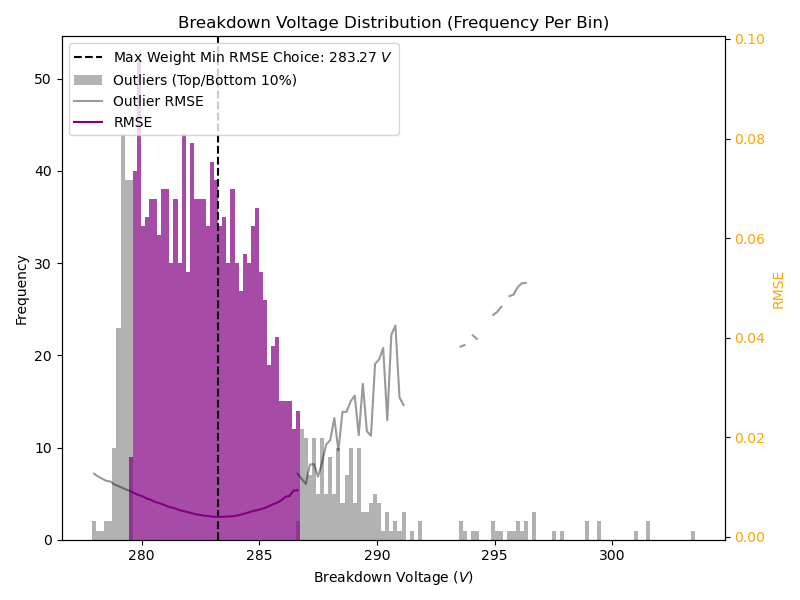 Breakdown Voltage Distribution (Frequency Per Bin)
Max Weight Min RMSE Choice: 283.27 V
Outliers (Top/Bottom 10%)
Outlier RMSE
RMSE
50
40
30
20
10
0
Frequency
0.10
0.08
0.06
0.04
0.02
0.00
RMSE
280
285
290
295
300
Breakdown Voltage (V)